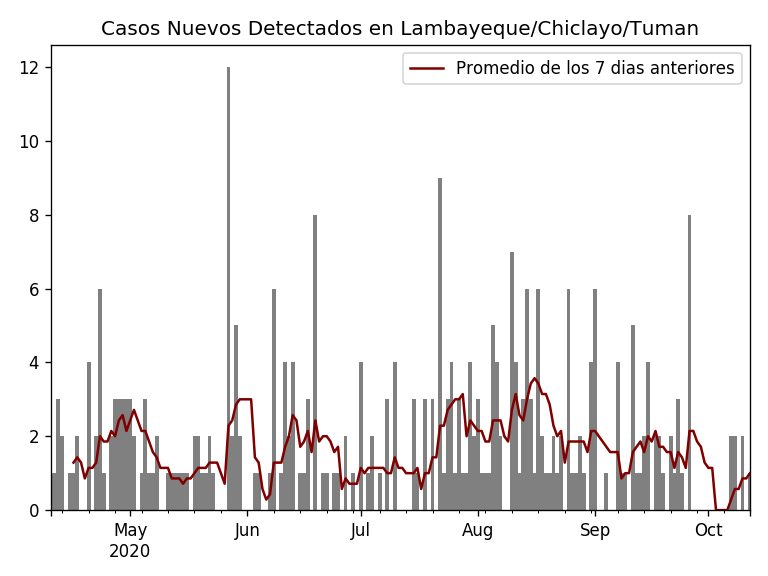 Casos Nuevos Detectados en Lambayeque/Chiclayo/Tuman
Promedio de los 7 dias anteriores
12
10
8
6
4
2
0
May Jun Jul Aug Sep Oct
2020